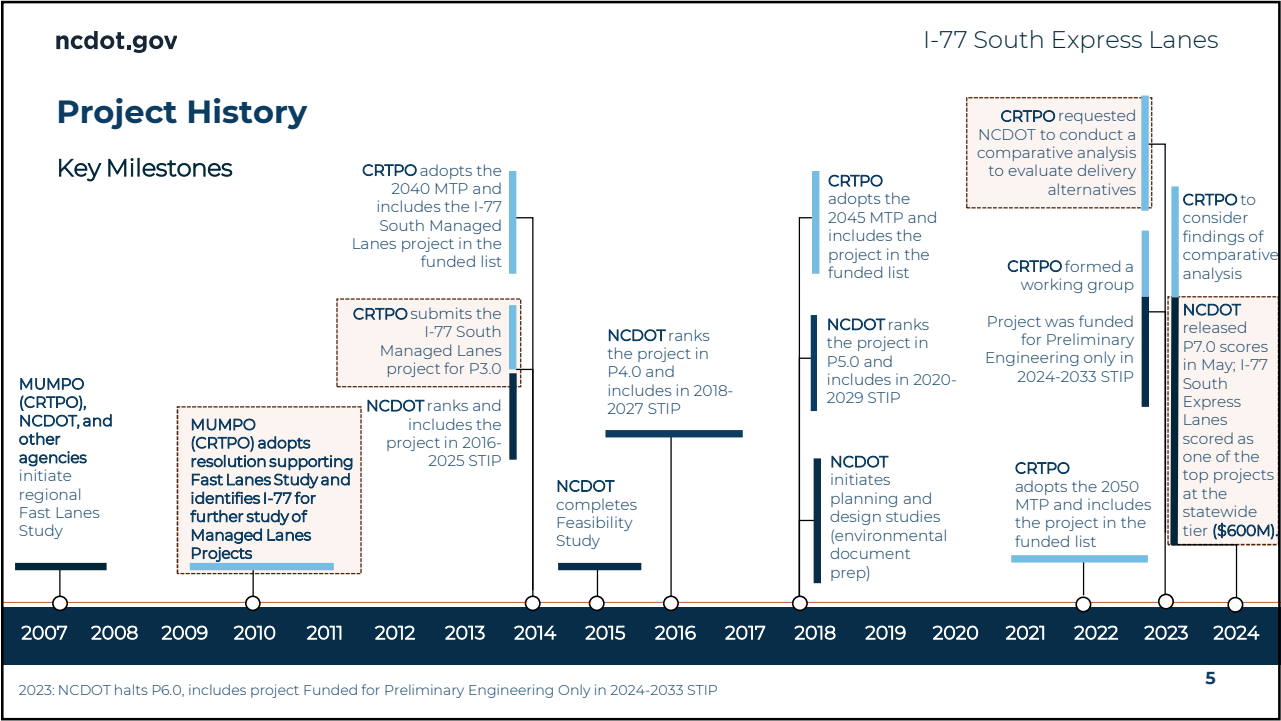 ncdot.gov
I-77 South Express Lanes
Project History
Key Milestones
MUMPO
(CRTPO),
NCDOT, and
other
agencies
initiate
regional
Fast Lanes
Study
MUMPO
(CRTPO) adopts
resolution supporting
Fast Lanes Study and
identifies I-77 for
further study of
Managed Lanes
Projects
CRTPO adopts the
2040 MTP and
includes the I-77
South Managed
Lanes project in the
funded list
CRTPO submits the
I-77 South
Managed Lanes
project for P3.0
NCDOT ranks and
includes the
project in 2016-
2025 STIP
NCDOT
completes
Feasibility
Study
NCDOT ranks
the project in
P4.0 and
includes in 2018-
2027 STIP
CRTPO
adopts the
2045 MTP and
includes the
project in the
funded list
NCDOT ranks
the project in
P5.0 and
includes in 2020-
2029 STIP
NCDOT
initiates
planning and
design studies
(environmental
document
prep)
CRTPO requested
NCDOT to conduct a
comparative analysis
to evaluate delivery
alternatives
CRTPO formed a
working group
Project was funded
for Preliminary
Engineering only in
2024-2033 STIP
CRTPO
adopts the 2050
MTP and includes
the project in the
funded list
CRTPO to
consider
findings of
comparative
analysis
NCDOT
released
P7.0 scores
in May; I-77
South
Express
Lanes
scored as
one of the
top projects
at the
statewide
tier ($600M).
2007 2008 2009 2010 2011 2012 2013 2014 2015 2016 2017 2018 2019 2020 2021 2022 2023 2024
2023: NCDOT halts P6.0, includes project Funded for Preliminary Engineering Only in 2024-2033 STIP
5